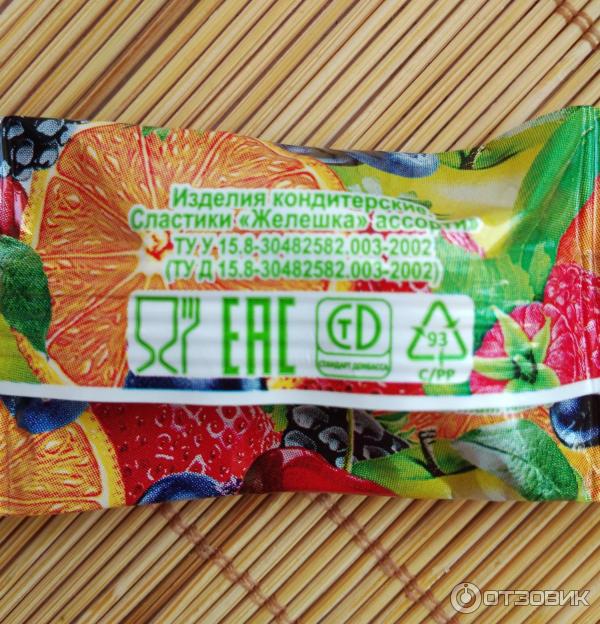 Изделия кондитерские.
Сластики «Желешка» ассорти
ТУ У 15.8-30482582.003-2002
(ТУ Д 15.8-30482582.003-2002)
ЕАС СТD 93
СТАНДАРТ ДОНБАССА C/PP
ОТЗОВИК